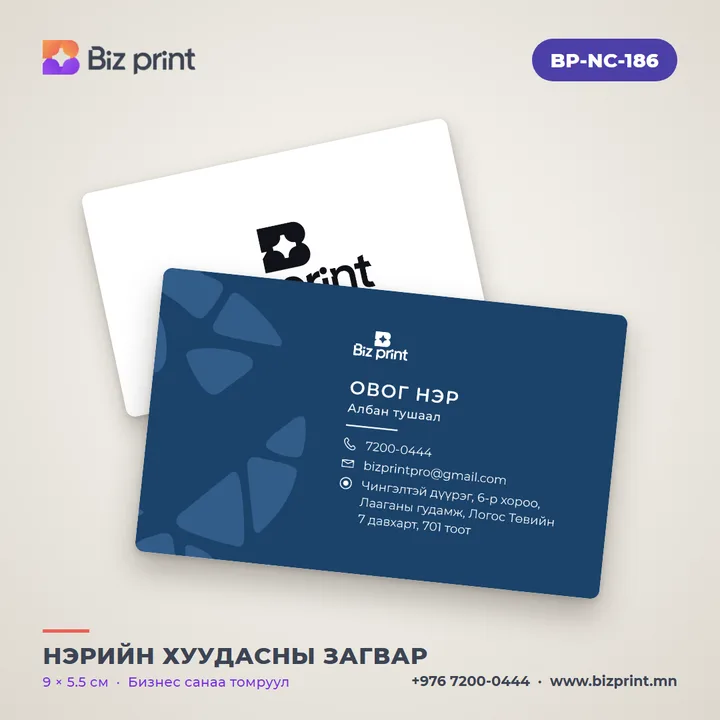 Biz print
BP-NC-186
print
Biz print
ОВОГ НЭР
Албан тушаал
7200-0444
bizprintpro@gmail.com
Чингэлтэй дүүрэг, 6-р хороо,
Лааганы гудамж, Логос Төвийн
7 давхарт, 701 тоот
НЭРИЙН ХУУДАСНЫ ЗАГВАР
9 × 5.5 см · Бизнес санаа томруул
+976 7200-0444 · www.bizprint.mn